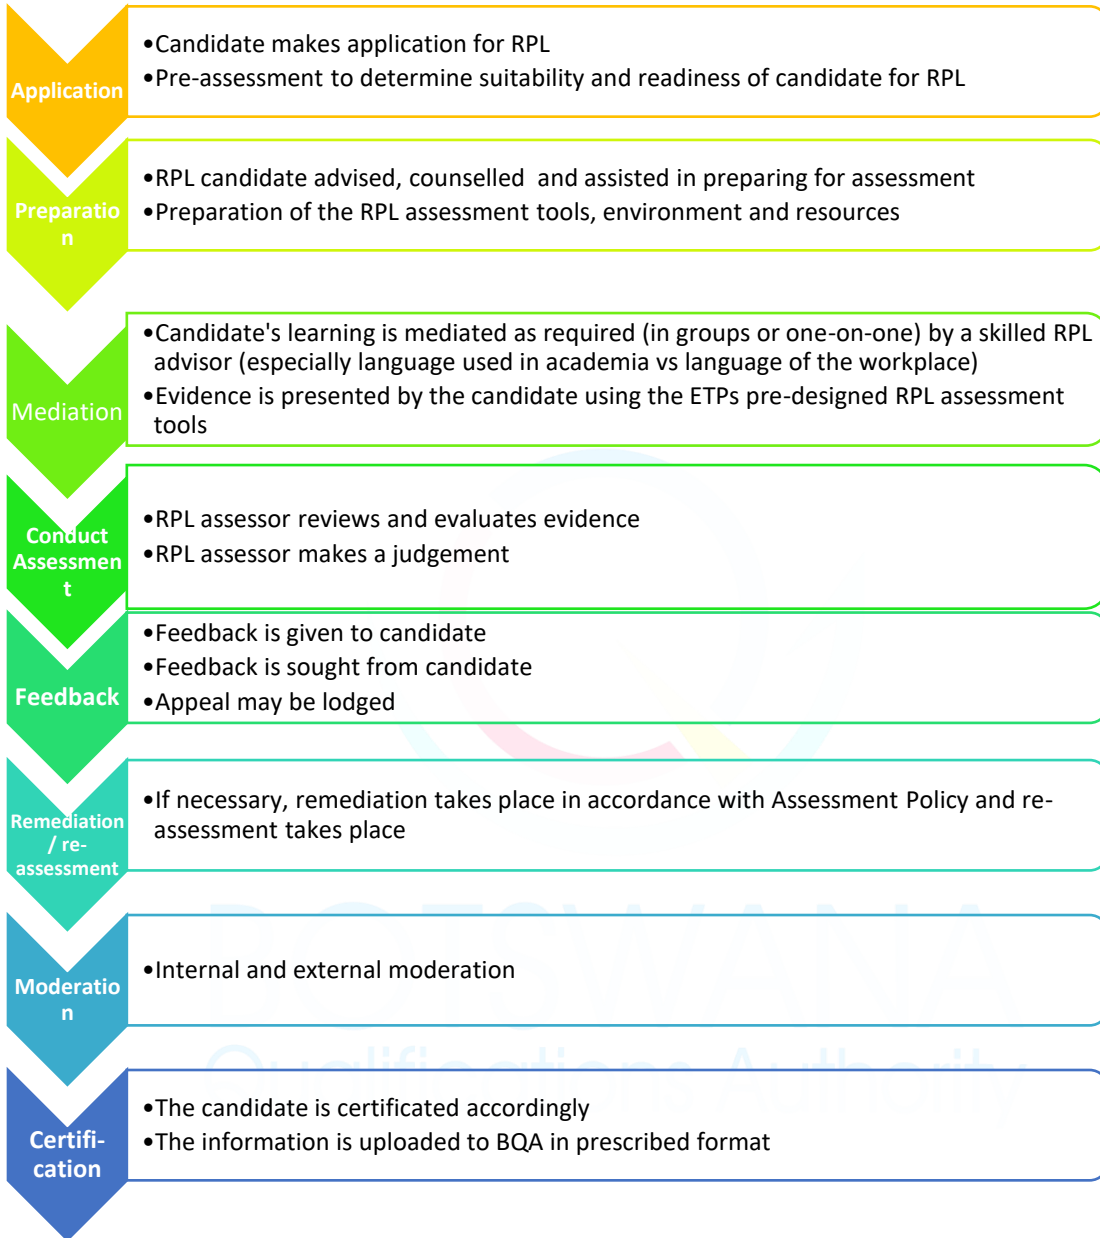 Application
•Candidate makes application for RPL
•Pre-assessment to determine suitability and readiness of candidate for RPL
Preparatio
n
•RPL candidate advised, counselled  and assisted in preparing for assessment
•Preparation of the RPL assessment tools, environment and resources
Mediation
•Candidate's learning is mediated as required (in groups or one-on-one) by a skilled RPL
advisor (especially language used in academia vs language of the workplace)
•Evidence is presented by the candidate using the ETPs pre-designed RPL assessment
tools
Conduct
Assessmen
t
•RPL assessor reviews and evaluates evidence
•RPL assessor makes a judgement
Feedback
•Feedback is given to candidate
•Feedback is sought from candidate
•Appeal may be lodged
Remediation
/ re-
assessment
•If necessary, remediation takes place in accordance with Assessment Policy and re-
assessment takes place
Moderatio
n
•Internal and external moderation
BOTSWANA
Qualifications Authority
Certifi-
cation
•The candidate is certificated accordingly
•The information is uploaded to BQA in prescribed format